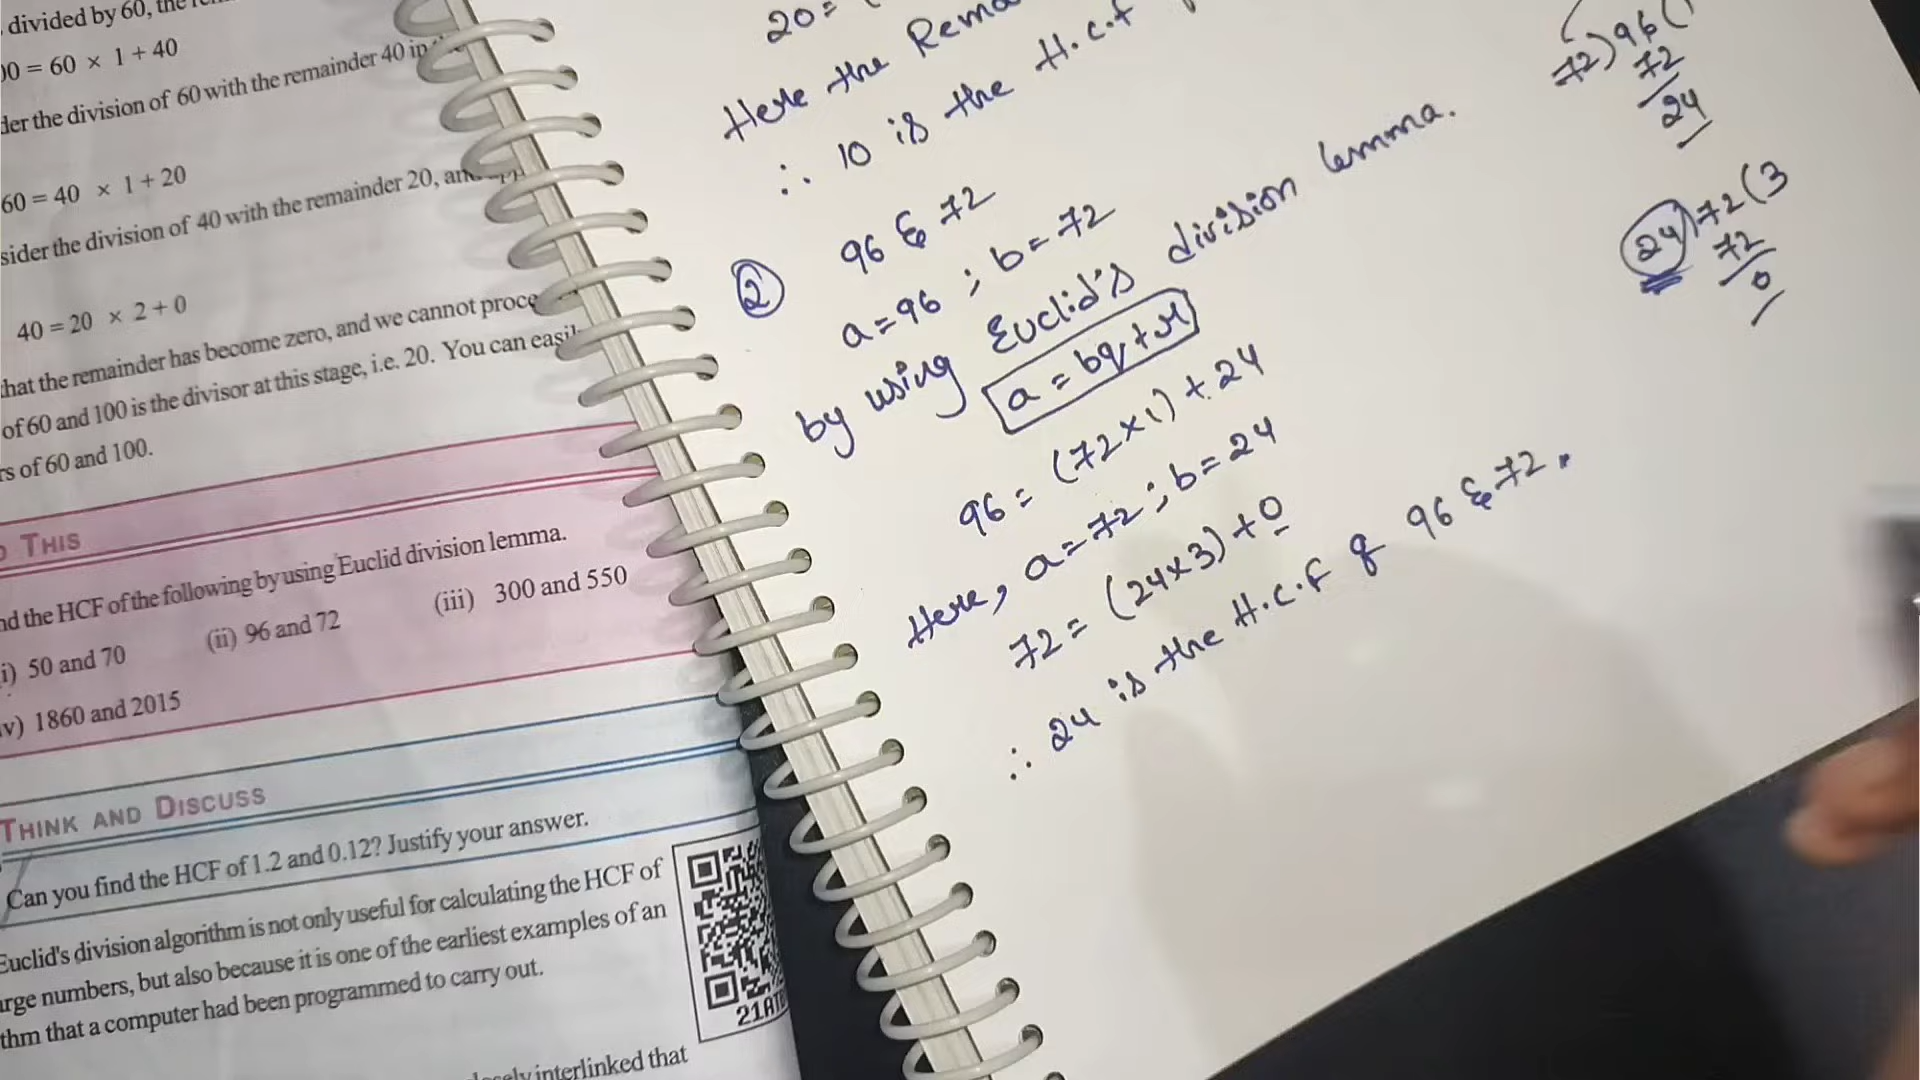 divided by 60, the
00 = 60 × 1 + 40
der the division of 60 with the remainder 40 in
60 = 40 × 1 + 20
sider the division of 40 with the remainder 20, and
40 = 20 × 2 + 0
that the remainder has become zero, and we cannot proce
of 60 and 100 is the divisor at this stage, i.e. 20. You can easil
rs of 60 and 100.
O THIS
nd the HCF of the following by using Euclid division lemma.
i) 50 and 70 (ii) 96 and 72 (iii) 300 and 550
iv) 1860 and 2015
THINK AND DISCUSS
Can you find the HCF of 1.2 and 0.12? Justify your answer.
Euclid's division algorithm is not only useful for calculating the HCF of
arge numbers, but also because it is one of the earliest examples of an
thm that a computer had been programmed to carry out.
21AT
losely interlinked that
20 =
Here the Rema
∴ 10 is the H.c.f
② 96 & 72
a = 96 ; b = 72
by using Euclid's division lemma.
a = bq + r
96 = (72×1) + 24
Here, a = 72 ; b = 24
72 = (24×3) + 0
∴ 24 is the H.c.f of 96 & 72.
72) 96 (1
72
24
24) 72 (3
72
0